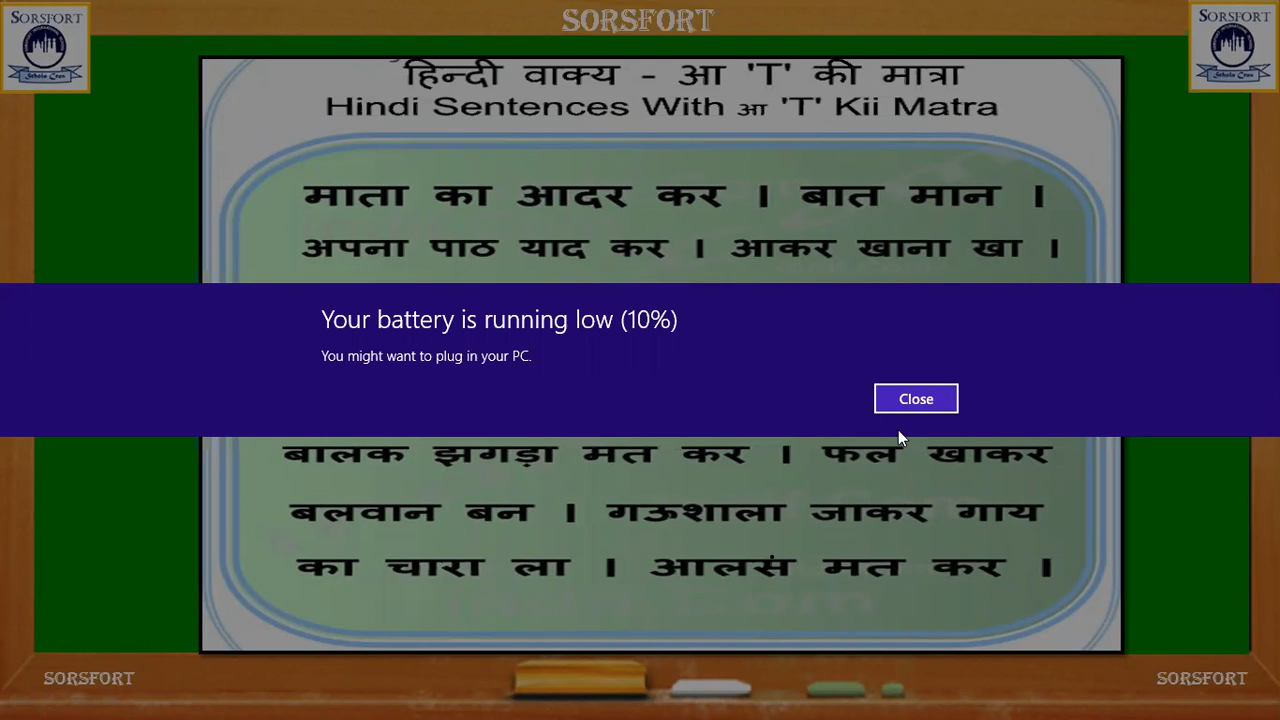 SORSFORT
SORSFORT
SORSFORT
हिन्दी वाक्य - आ 'T' की मात्रा
Hindi Sentences With आ 'T' Kii Matra
माता का आदर कर । बात मान ।
अपना पाठ याद कर । आकर खाना खा ।
Your battery is running low (10%)
You might want to plug in your PC.
Close
बालक झगड़ा मत कर । फल खाकर
बलवान बन । गऊशाला जाकर गाय
का चारा ला । आलस मत कर ।
SORSFORT
SORSFORT